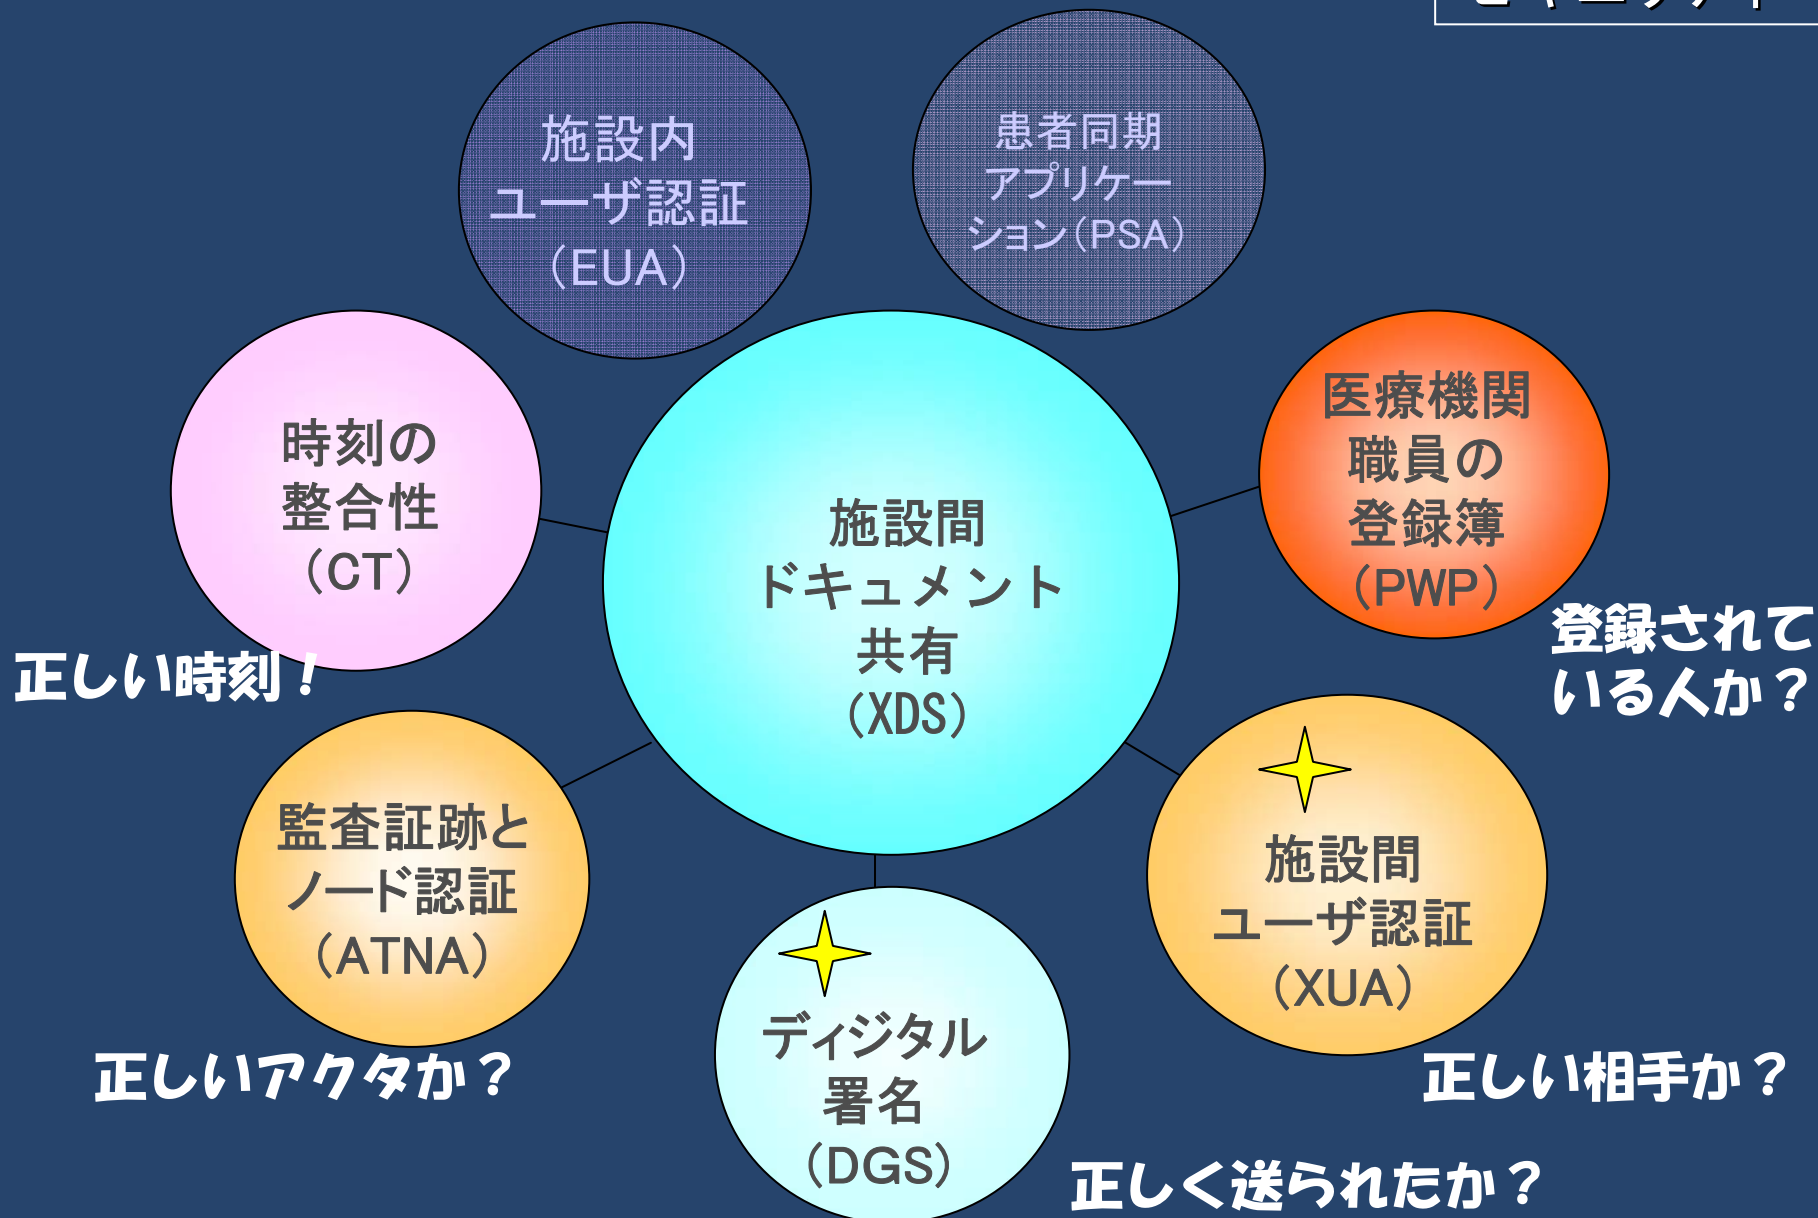 施設内
ユーザ認証
（EUA）
患者同期
アプリケー
ション（PSA）
時刻の
整合性
（CT）
正しい時刻！
施設間
ドキュメント
共有
（XDS）
医療機関
職員の
登録簿
（PWP）
登録されて
いる人か？
監査証跡と
ノード認証
（ATNA）
正しいアクタか？
施設間
ユーザ認証
（XUA）
正しい相手か？
ディジタル
署名
（DGS）
正しく送られたか？